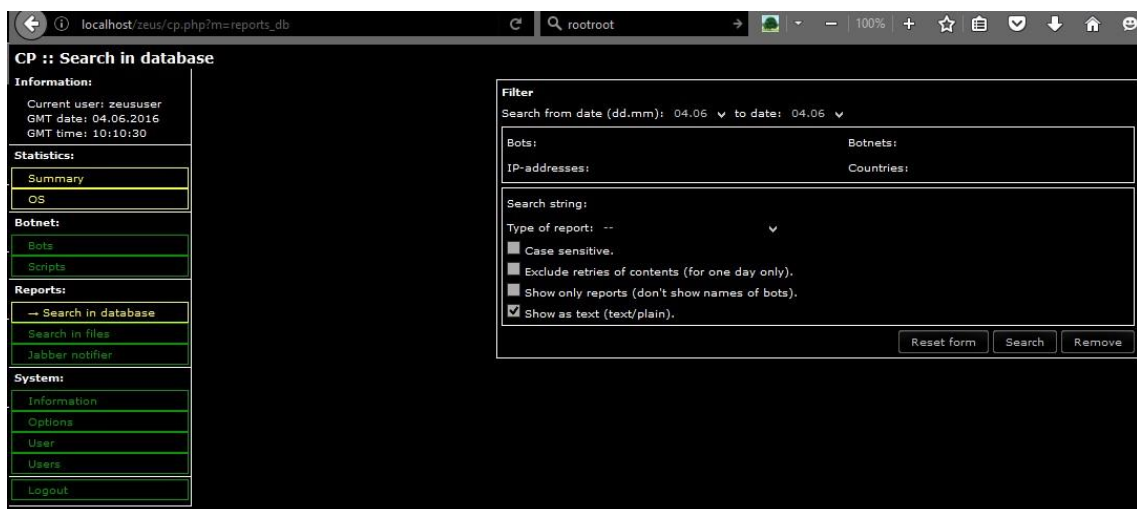 localhost/zeus/cp.php?m=reports_db
rootroot
100%
CP :: Search in database
Information:
Current user: zeususer
GMT date: 04.06.2016
GMT time: 10:10:30
Statistics:
Summary
OS
Botnet:
Bots
Scripts
Reports:
→ Search in database
Search in files
Jabber notifier
System:
Information
Options
User
Users
Logout
Filter
Search from date (dd.mm): 04.06 to date: 04.06
Bots:
Botnets:
IP-addresses:
Countries:
Search string:
Type of report: --
Case sensitive.
Exclude retries of contents (for one day only).
Show only reports (don't show names of bots).
Show as text (text/plain).
Reset form
Search
Remove